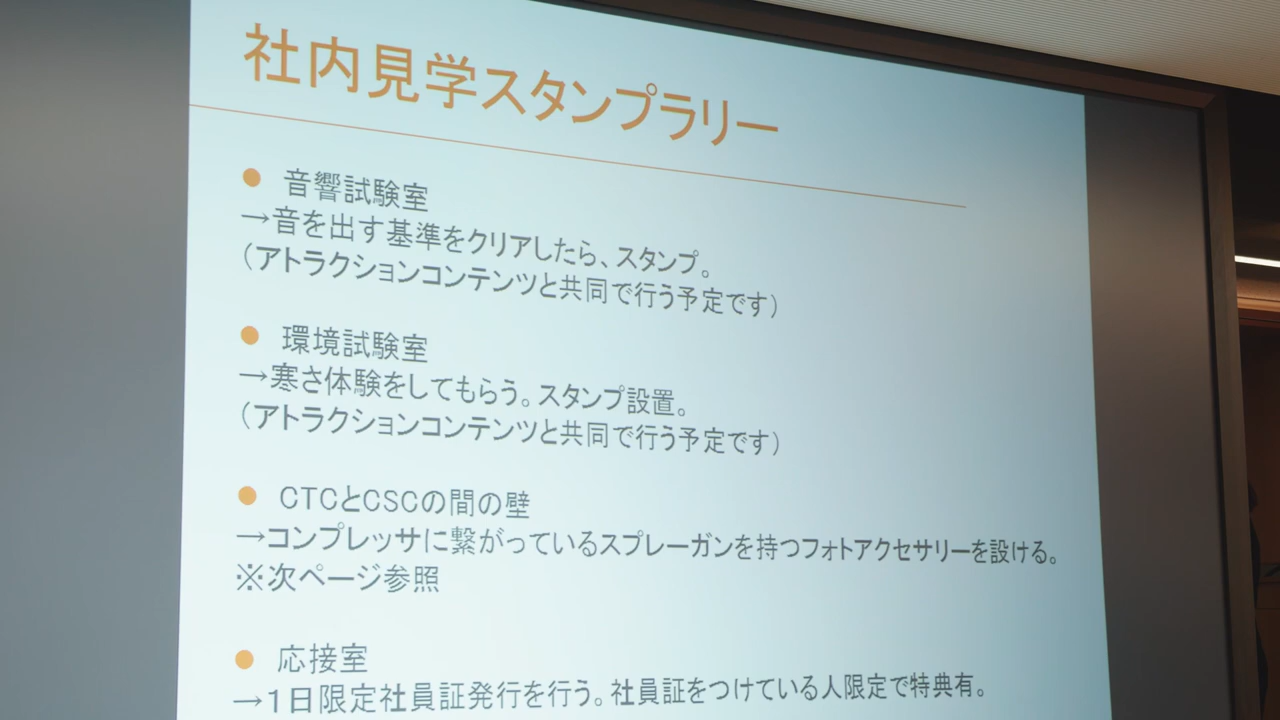 社内見学スタンプラリー
● 音響試験室
→音を出す基準をクリアしたら、スタンプ。
（アトラクションコンテンツと共同で行う予定です）
● 環境試験室
→寒さ体験をしてもらう。スタンプ設置。
（アトラクションコンテンツと共同で行う予定です）
● CTCとCSCの間の壁
→コンプレッサに繋がっているスプレーガンを持つフォトアクセサリーを設ける。
※次ページ参照
● 応接室
→１日限定社員証発行を行う。社員証をつけている人限定で特典有。